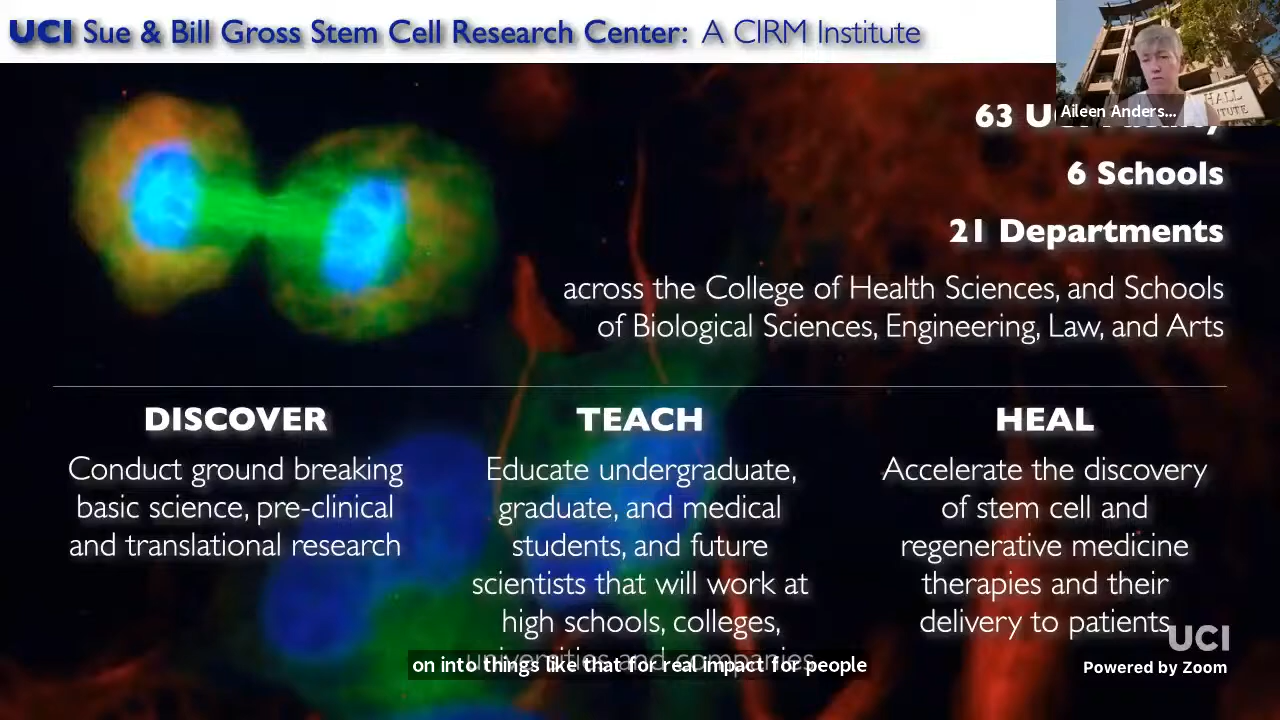 UCI Sue & Bill Gross Stem Cell Research Center: A CIRM Institute
HALL
Aileen Anders...
63
6 Schools
21 Departments
across the College of Health Sciences, and Schools
of Biological Sciences, Engineering, Law, and Arts
DISCOVER
Conduct ground breaking
basic science, pre-clinical
and translational research
TEACH
Educate undergraduate,
graduate, and medical
students, and future
scientists that will work at
high schools, colleges,
universities and companies
HEAL
Accelerate the discovery
of stem cell and
regenerative medicine
therapies and their
delivery to patients
on into things like that for real impact for people
UCI
Powered by Zoom